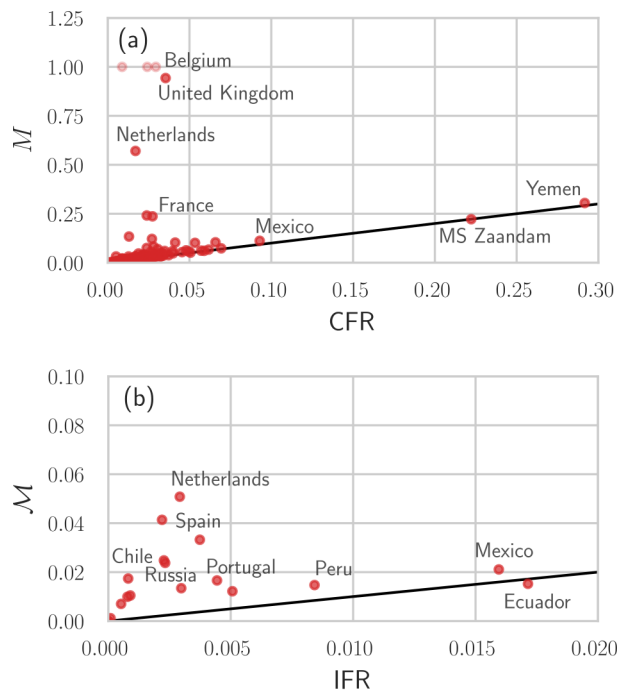 (a)
Belgium
United Kingdom
Netherlands
France
Mexico
Yemen
MS Zaandam
1.00
0.75
0.50
0.25
0.00
M
0.00 0.05 0.10 0.15 0.20 0.25 0.30
CFR
(b)
Netherlands
Spain
Chile
Russia
Portugal
Peru
Mexico
Ecuador
0.10
0.08
0.06
0.04
0.02
0.00
ℳ
0.000 0.005 0.010 0.015 0.020
IFR